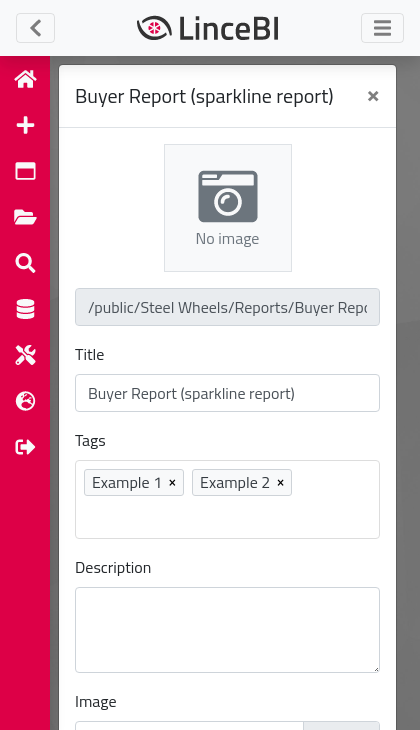 LinceBI
Buyer Report (sparkline report) ×
No image
/public/Steel Wheels/Reports/Buyer Repo
Title
Buyer Report (sparkline report)
Tags
Example 1 × Example 2 ×
Description
Image